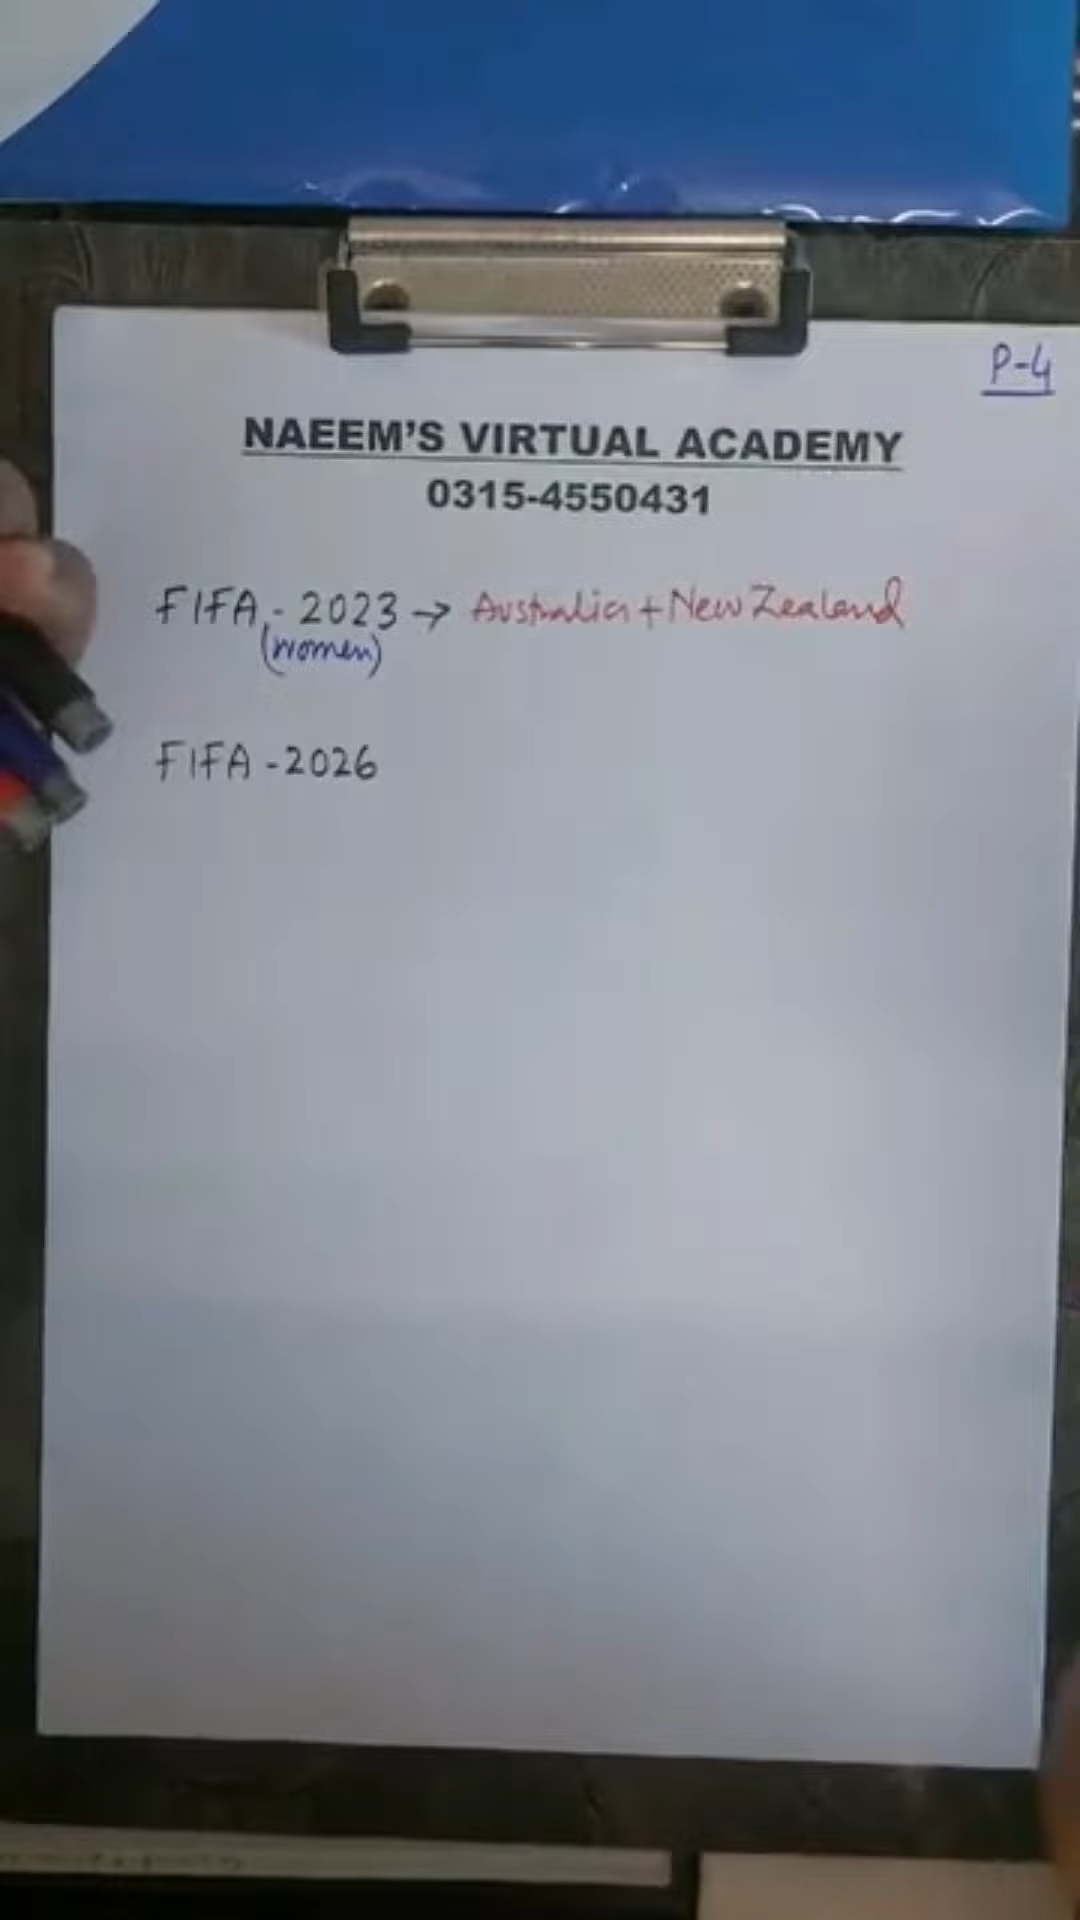 P-4
NAEEM'S VIRTUAL ACADEMY
0315-4550431
FIFA - 2023 → Australia + New Zealand
(women)
FIFA - 2026